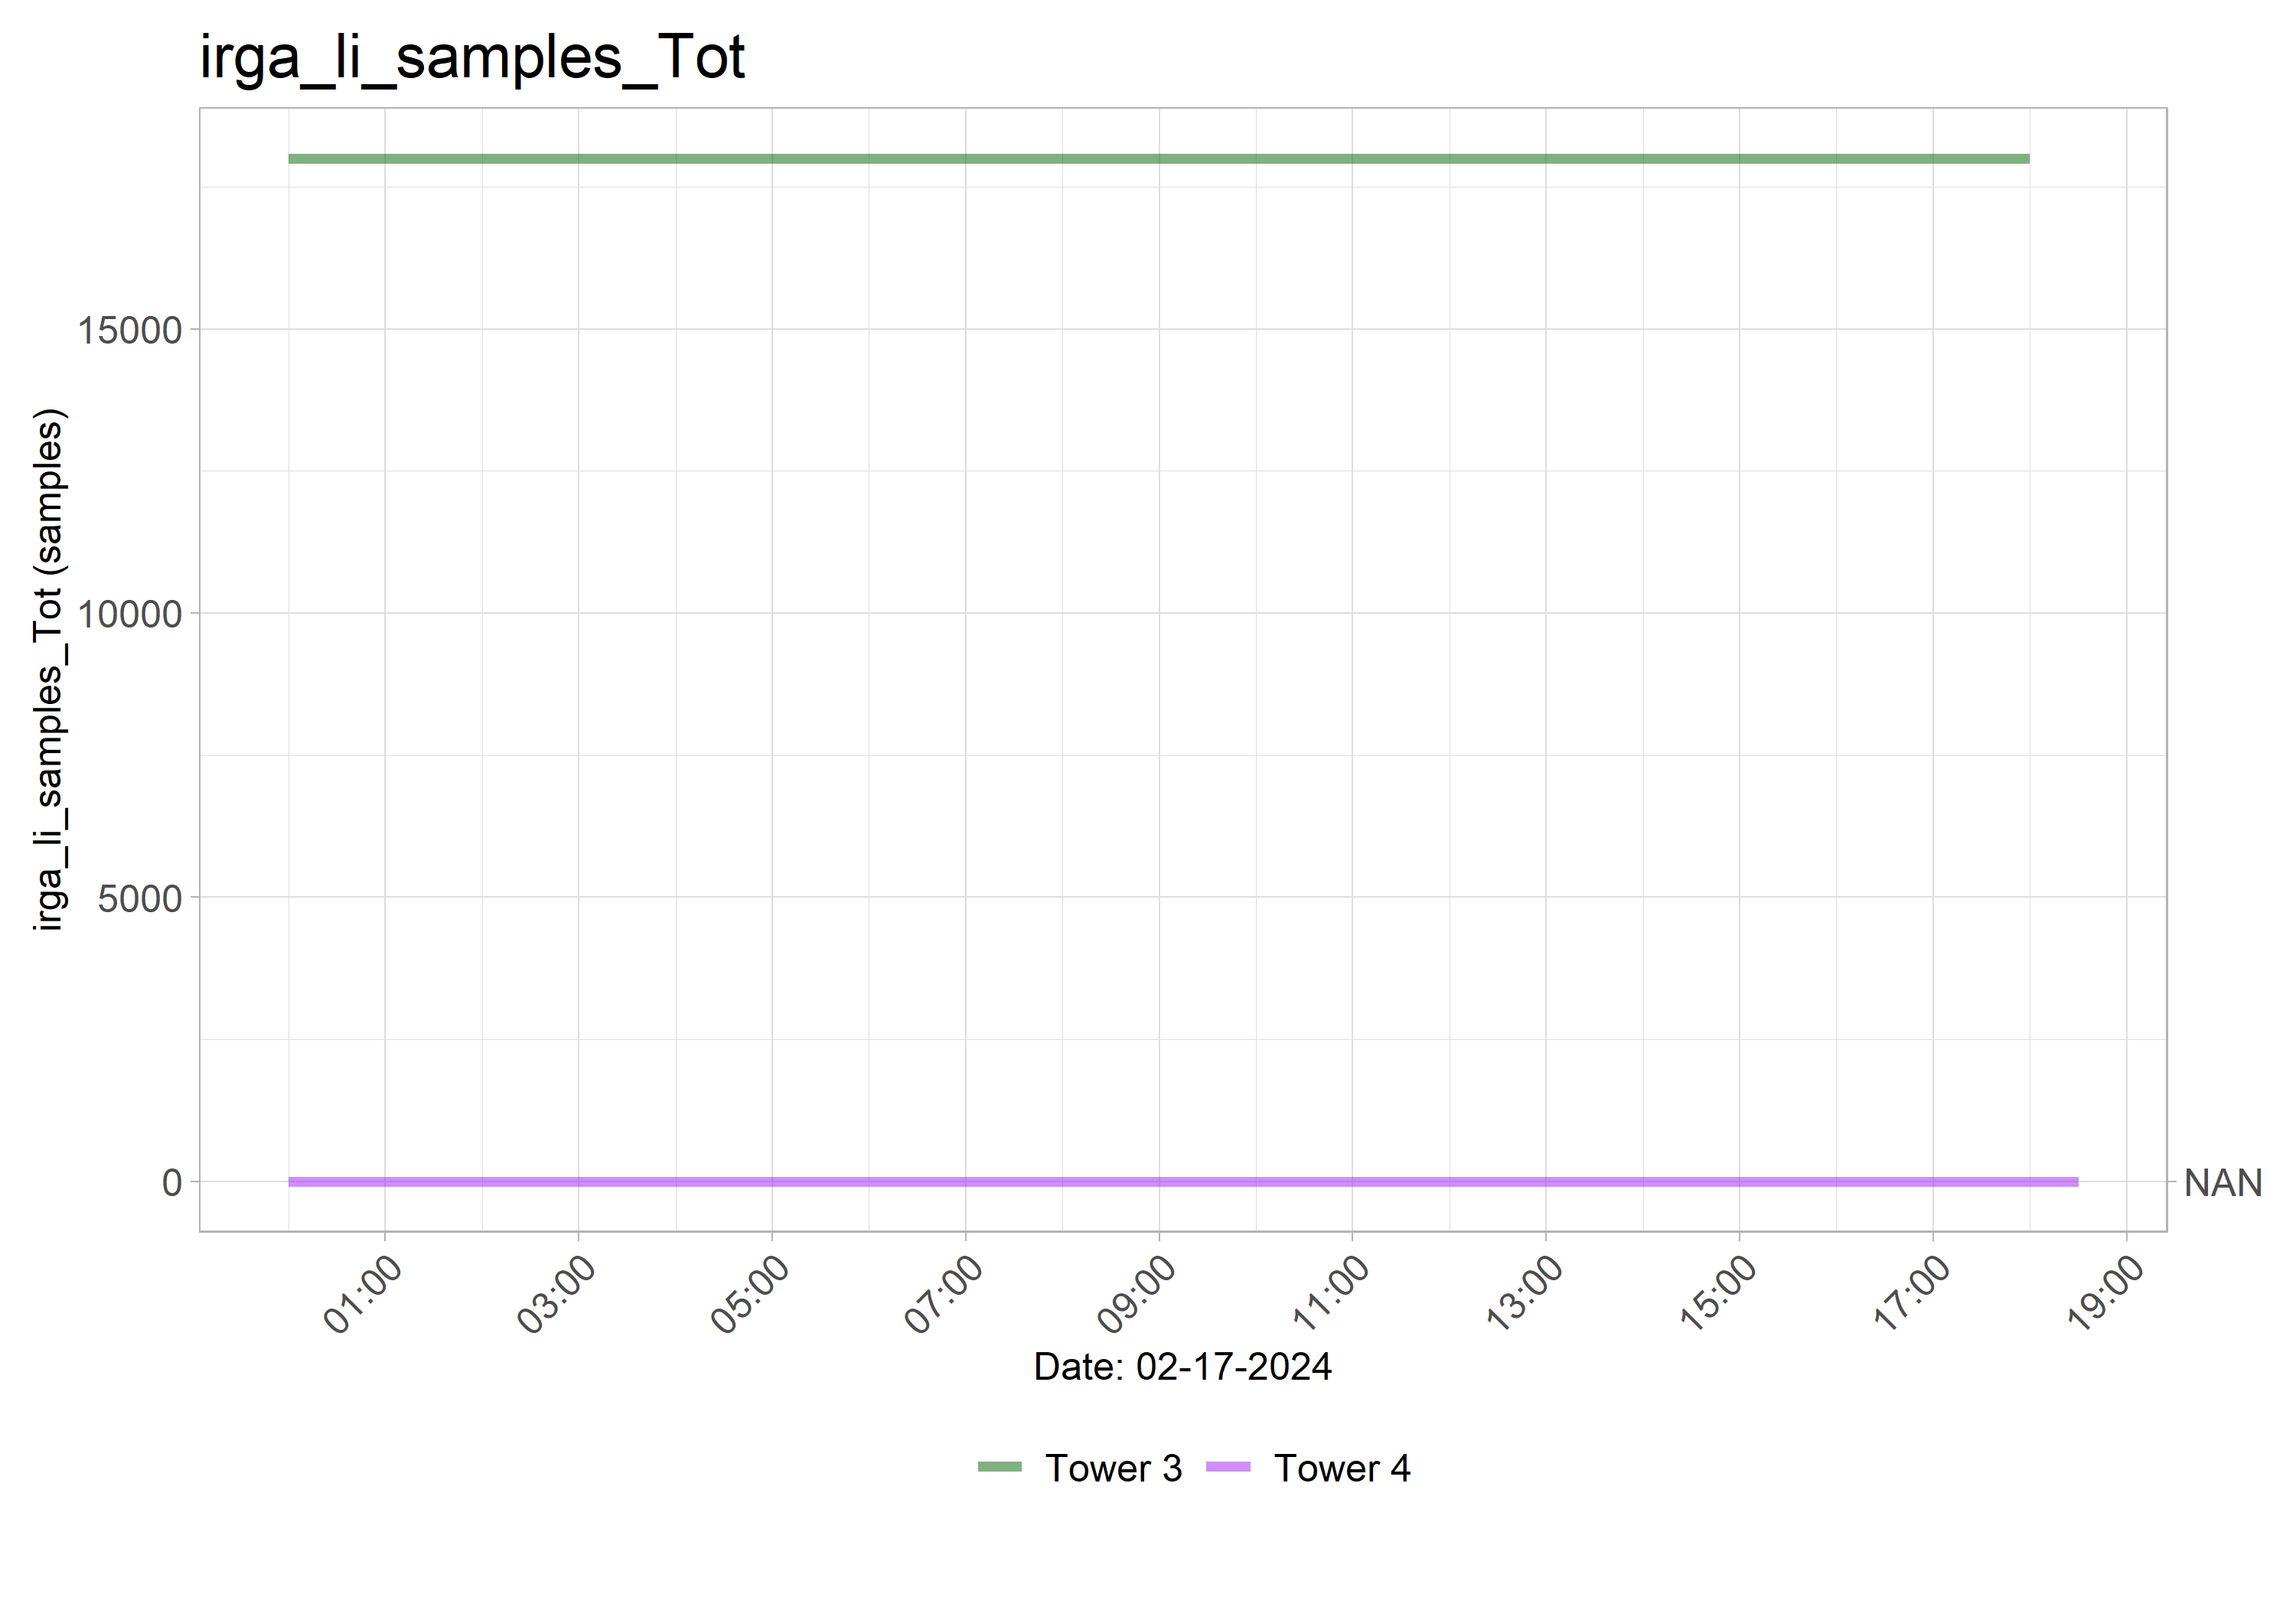 irga_li_samples_Tot
irga_li_samples_Tot (samples)
15000
10000
5000
0
NAN
01:00
03:00
05:00
07:00
09:00
11:00
13:00
15:00
17:00
19:00
Date: 02-17-2024
Tower 3
Tower 4